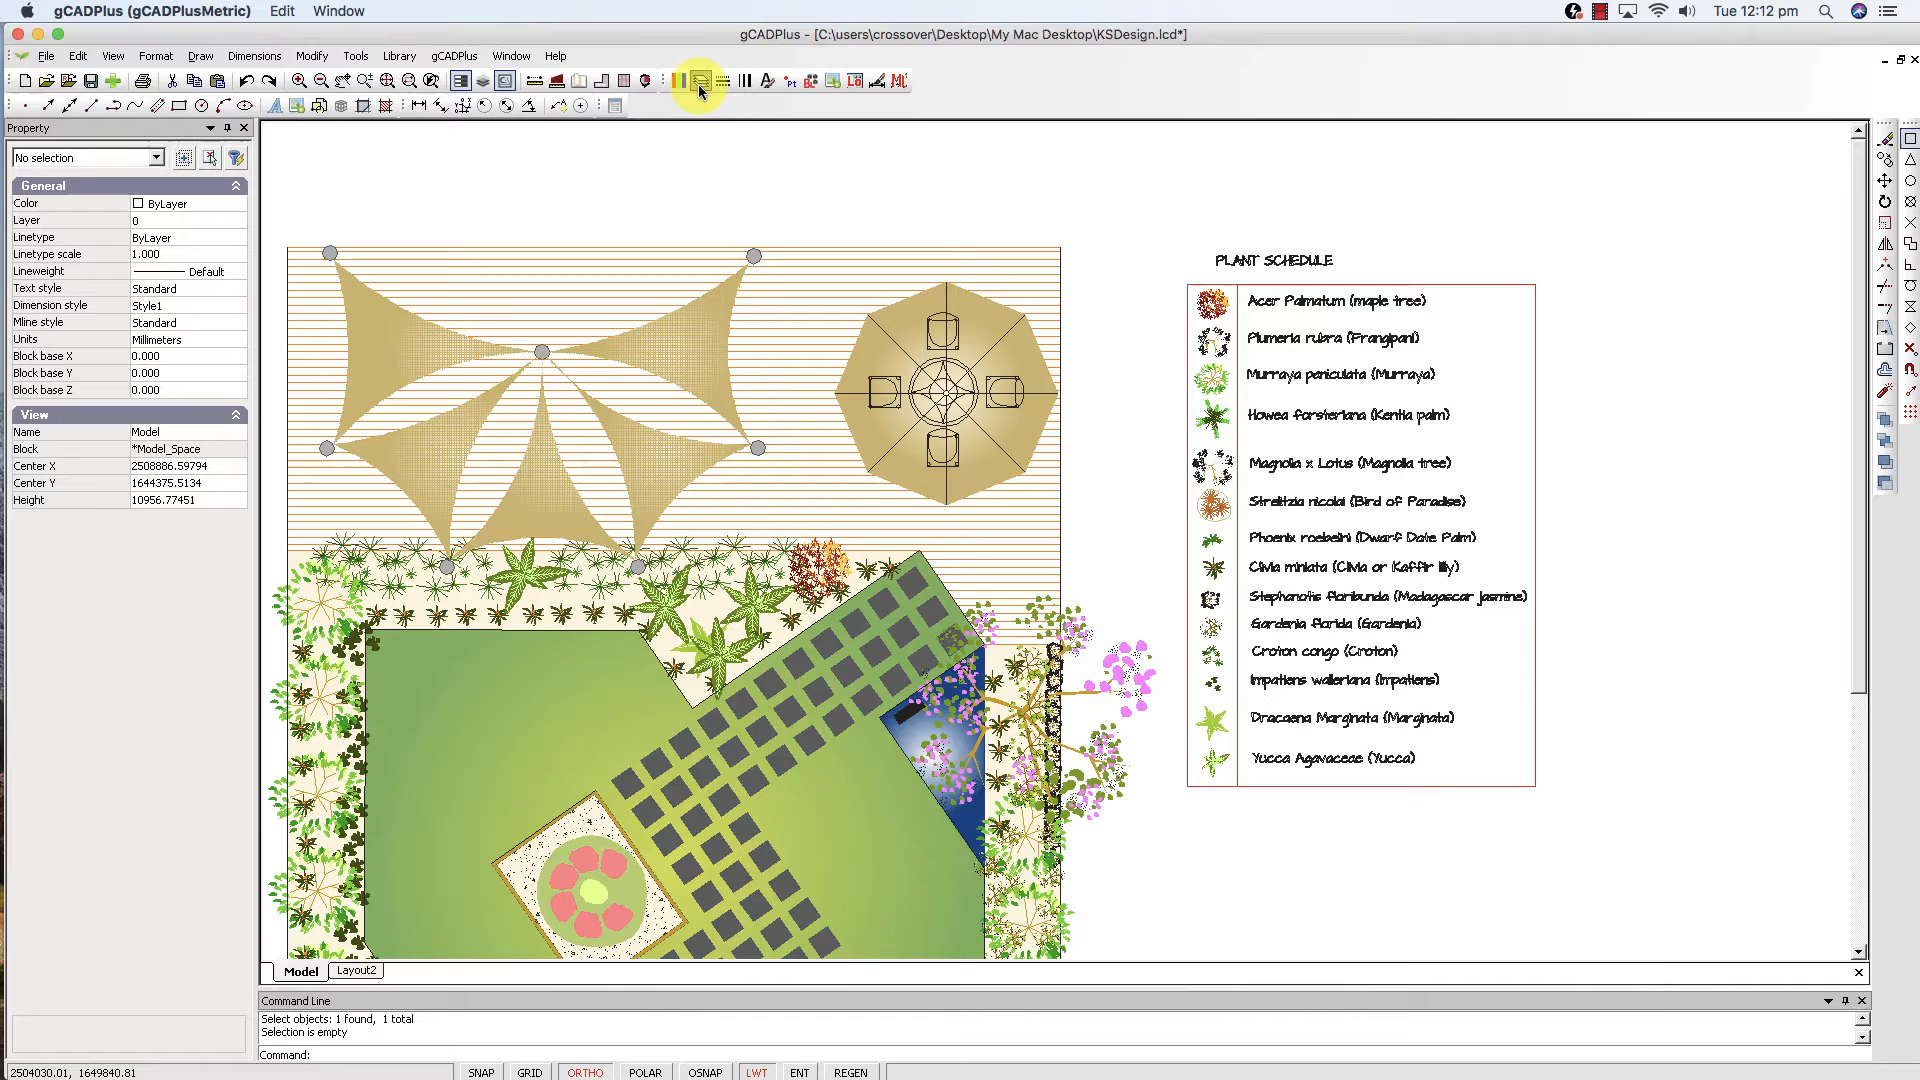 gCADPlus (gCADPlusMetric) Edit Window Tue 12:12 pm
gCADPlus - [C:\users\crossover\Desktop\My Mac Desktop\KSDesign.lcd*]
File Edit View Format Draw Dimensions Modify Tools Library gCADPlus Window Help
Property
No selection
General
Color ByLayer
Layer 0
Linetype ByLayer
Linetype scale 1.000
Lineweight Default
Text style Standard
Dimension style Style1
Mline style Standard
Units Millimeters
Block base X 0.000
Block base Y 0.000
Block base Z 0.000
View
Name Model
Block *Model_Space
Center X 2508886.59794
Center Y 1644375.5134
Height 10956.77451
PLANT SCHEDULE
Acer Palmatum (maple tree)
Plumeria rubra (Frangipani)
Murraya paniculata (Murraya)
Howea forsteriana (Kentia palm)
Magnolia x Lotus (Magnolia tree)
Strelitzia nicolai (Bird of Paradise)
Phoenix roebelini (Dwarf Date Palm)
Clivia miniata (Clivia or Kaffir lily)
Stephanotis floribunda (Madagascar jasmine)
Gardenia florida (Gardenia)
Croton congo (Croton)
Impatiens walleriana (Impatiens)
Dracaena Marginata (Marginata)
Yucca Agavaceae (Yucca)
Model Layout2
Command Line
Select objects: 1 found, 1 total
Selection is empty
Command:
2504030.01, 1649840.81 SNAP GRID ORTHO POLAR OSNAP LWT ENT REGEN